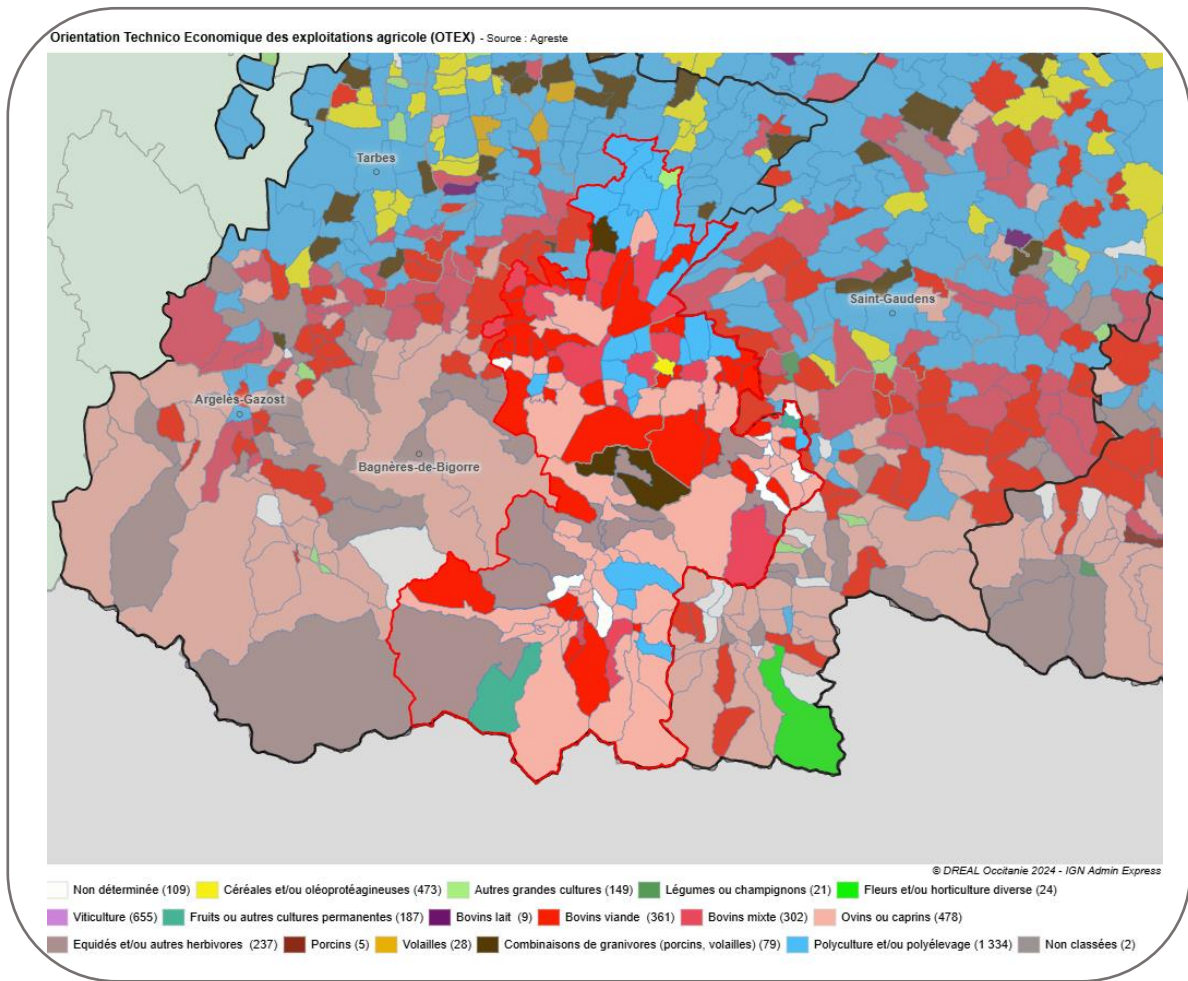 Orientation Technico Economique des exploitations agricole (OTEX) - Source : Agreste
Tarbes
Saint-Gaudens
Argelès-Gazost
Bagnères-de-Bigorre
© DREAL Occitanie 2024 - IGN Admin Express
Non déterminée (109) Céréales et/ou oléoprotéagineuses (473) Autres grandes cultures (149) Légumes ou champignons (21) Fleurs et/ou horticulture diverse (24)
Viticulture (655) Fruits ou autres cultures permanentes (187) Bovins lait (9) Bovins viande (361) Bovins mixte (302) Ovins ou caprins (478)
Equidés et/ou autres herbivores (237) Porcins (5) Volailles (28) Combinaisons de granivores (porcins, volailles) (79) Polyculture et/ou polyélevage (1 334) Non classées (2)